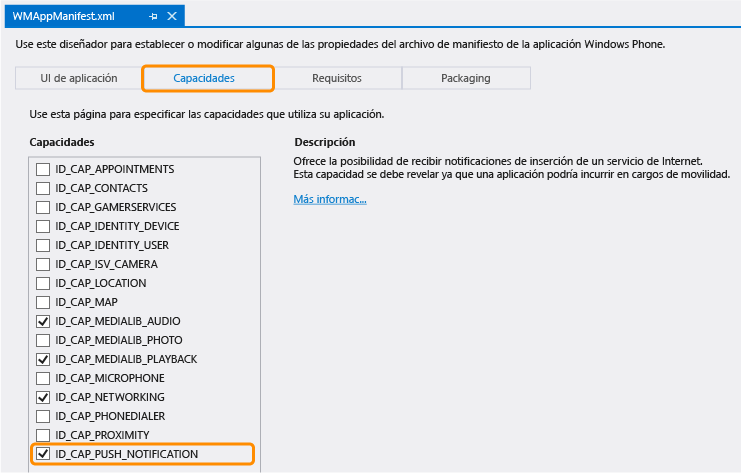 WMAppManifest.xml
Use este diseñador para establecer o modificar algunas de las propiedades del archivo de manifiesto de la aplicación Windows Phone.
UI de aplicación Capacidades Requisitos Packaging
Use esta página para especificar las capacidades que utiliza su aplicación.
Capacidades
ID_CAP_APPOINTMENTS
ID_CAP_CONTACTS
ID_CAP_GAMERSERVICES
ID_CAP_IDENTITY_DEVICE
ID_CAP_IDENTITY_USER
ID_CAP_ISV_CAMERA
ID_CAP_LOCATION
ID_CAP_MAP
ID_CAP_MEDIALIB_AUDIO
ID_CAP_MEDIALIB_PHOTO
ID_CAP_MEDIALIB_PLAYBACK
ID_CAP_MICROPHONE
ID_CAP_NETWORKING
ID_CAP_PHONEDIALER
ID_CAP_PROXIMITY
ID_CAP_PUSH_NOTIFICATION
Descripción
Ofrece la posibilidad de recibir notificaciones de inserción de un servicio de Internet.
Esta capacidad se debe revelar ya que una aplicación podría incurrir en cargos de movilidad.
Más informac...